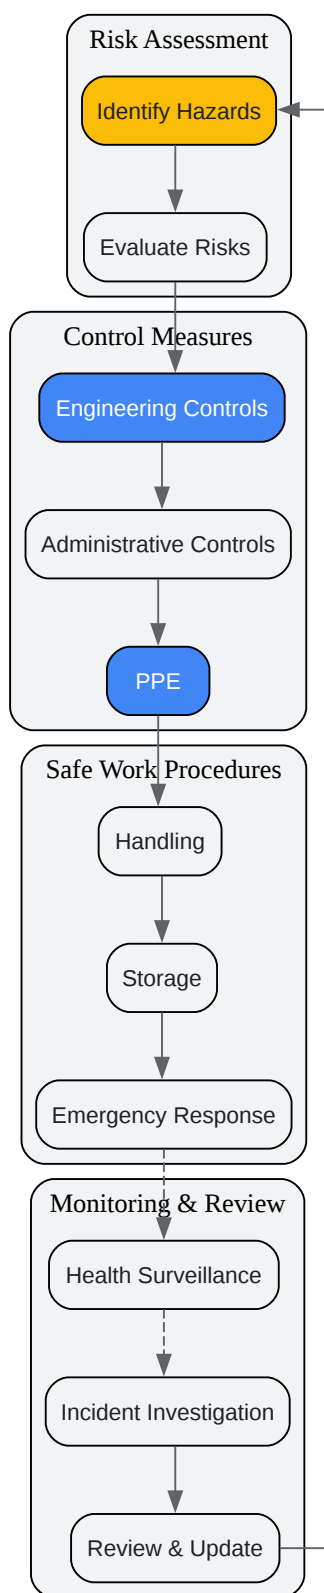 Risk Assessment
Identify Hazards
Evaluate Risks
Control Measures
Engineering Controls
Administrative Controls
PPE
Safe Work Procedures
Handling
Storage
Emergency Response
Monitoring & Review
Health Surveillance
Incident Investigation
Review & Update